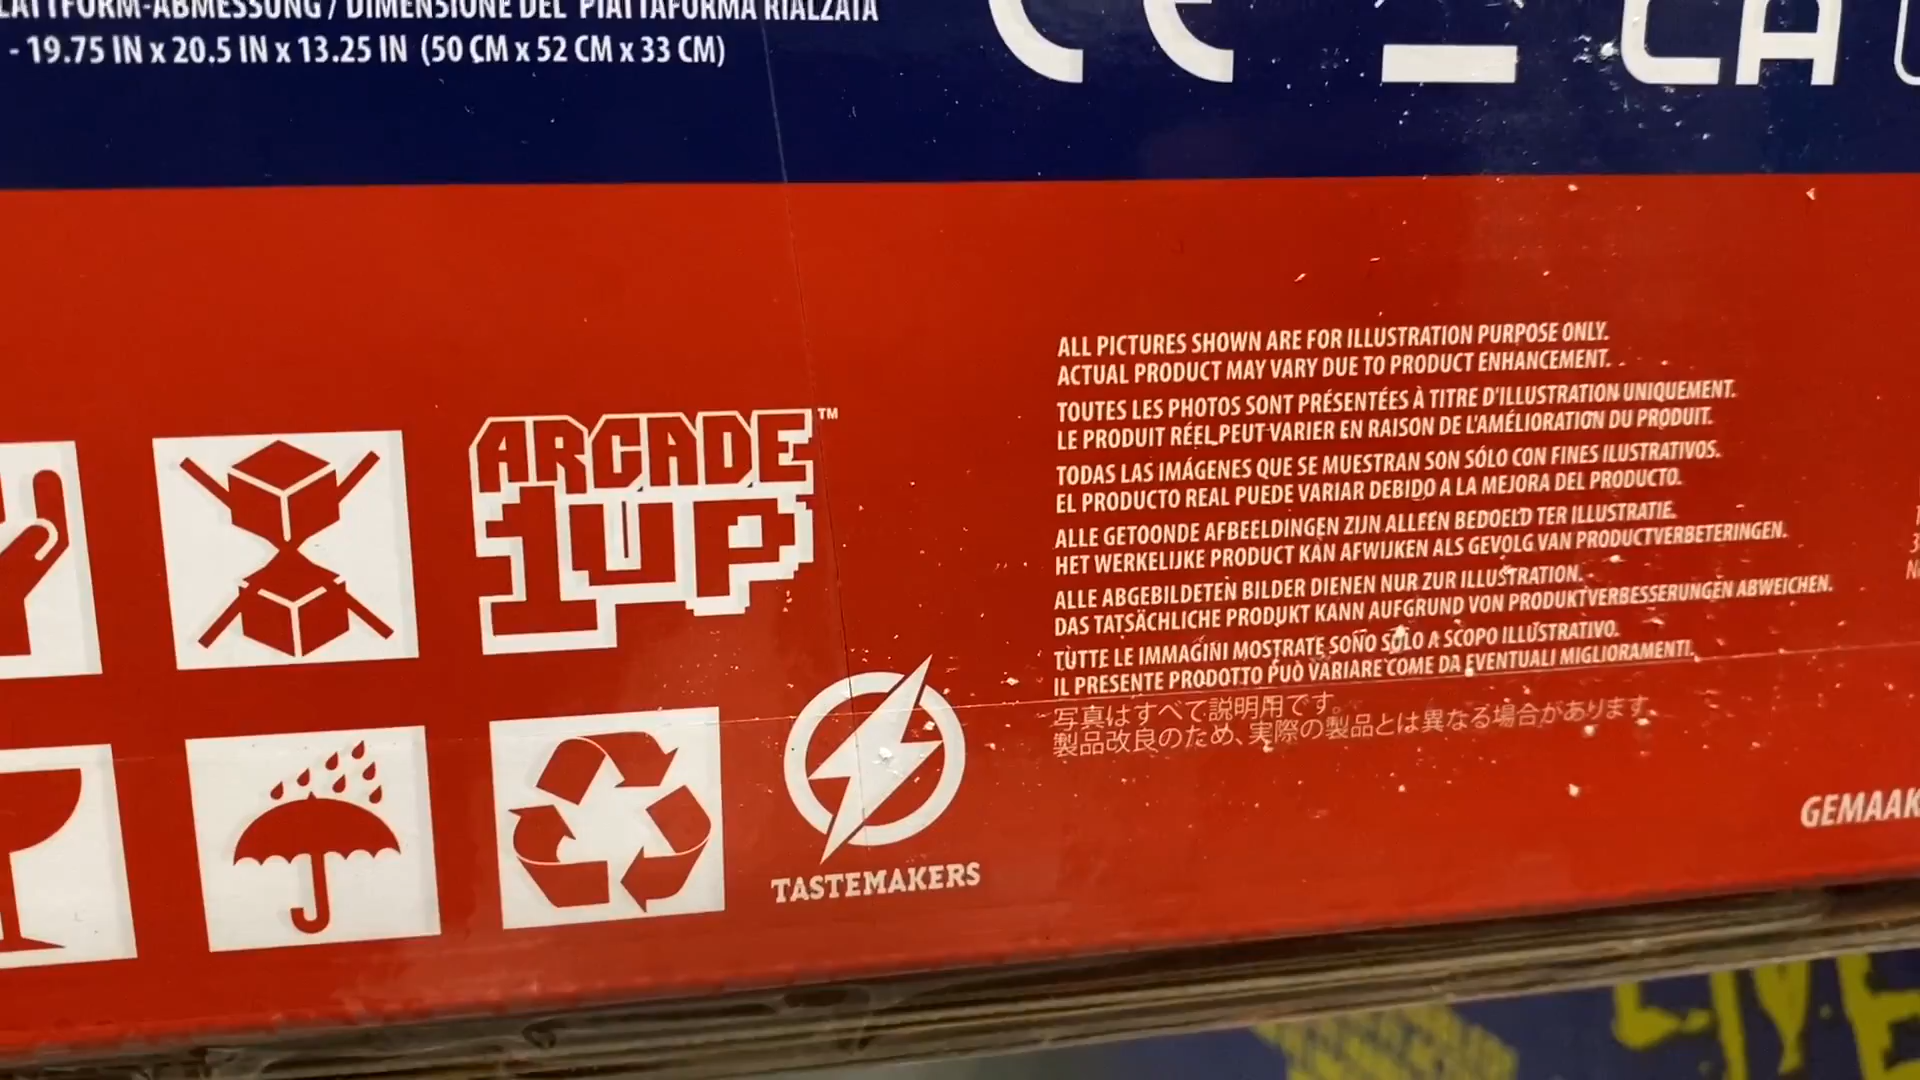 ABMESSUNG / DIMENSIONE DEL PIATTAFORMA RIALZATA
- 19.75 IN x 20.5 IN x 13.25 IN (50 CM x 52 CM x 33 CM)
CE
CA
ARCADE™
1UP
TASTEMAKERS
ALL PICTURES SHOWN ARE FOR ILLUSTRATION PURPOSE ONLY.
ACTUAL PRODUCT MAY VARY DUE TO PRODUCT ENHANCEMENT.
TOUTES LES PHOTOS SONT PRÉSENTÉES À TITRE D'ILLUSTRATION UNIQUEMENT.
LE PRODUIT RÉEL PEUT VARIER EN RAISON DE L'AMÉLIORATION DU PRODUIT.
TODAS LAS IMÁGENES QUE SE MUESTRAN SON SÓLO CON FINES ILUSTRATIVOS.
EL PRODUCTO REAL PUEDE VARIAR DEBIDO A LA MEJORA DEL PRODUCTO.
ALLE GETOONDE AFBEELDINGEN ZIJN ALLEEN BEDOELD TER ILLUSTRATIE.
HET WERKELIJKE PRODUCT KAN AFWIJKEN ALS GEVOLG VAN PRODUCTVERBETERINGEN.
ALLE ABGEBILDETEN BILDER DIENEN NUR ZUR ILLUSTRATION.
DAS TATSÄCHLICHE PRODUKT KANN AUFGRUND VON PRODUKTVERBESSERUNGEN ABWEICHEN.
TUTTE LE IMMAGINI MOSTRATE SONO SOLO A SCOPO ILLUSTRATIVO.
IL PRESENTE PRODOTTO PUÒ VARIARE COME DA EVENTUALI MIGLIORAMENTI.
写真はすべて説明用です。
製品改良のため、実際の製品とは異なる場合があります。
GEMAAK
LIVE